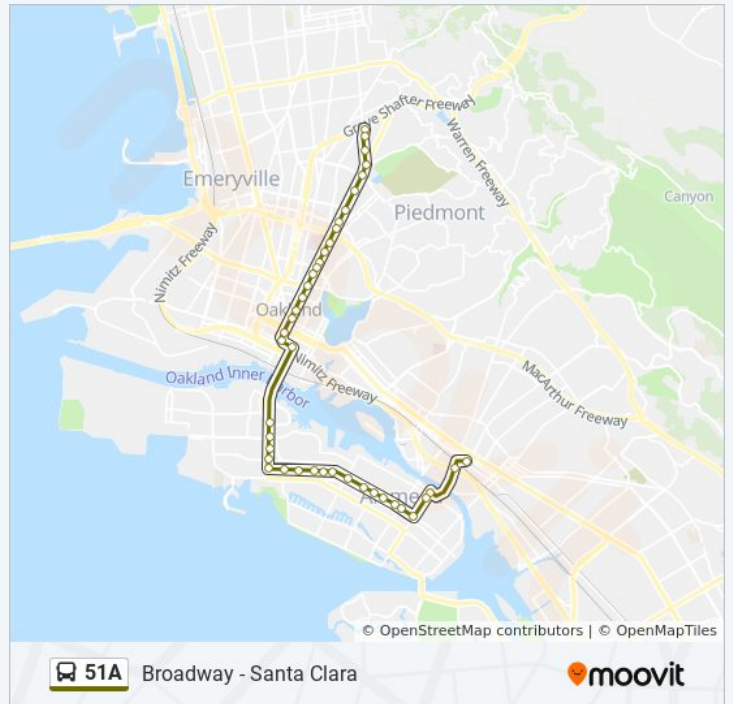 Grove Shafter Freeway
Warren Freeway
Emeryville
Canyon
Piedmont
Nimitz Freeway
Oakland
Nimitz Freeway
Oakland Inner Harbor
MacArthur Freeway
© OpenStreetMap contributors | © OpenMapTiles
51A Broadway - Santa Clara
moovit